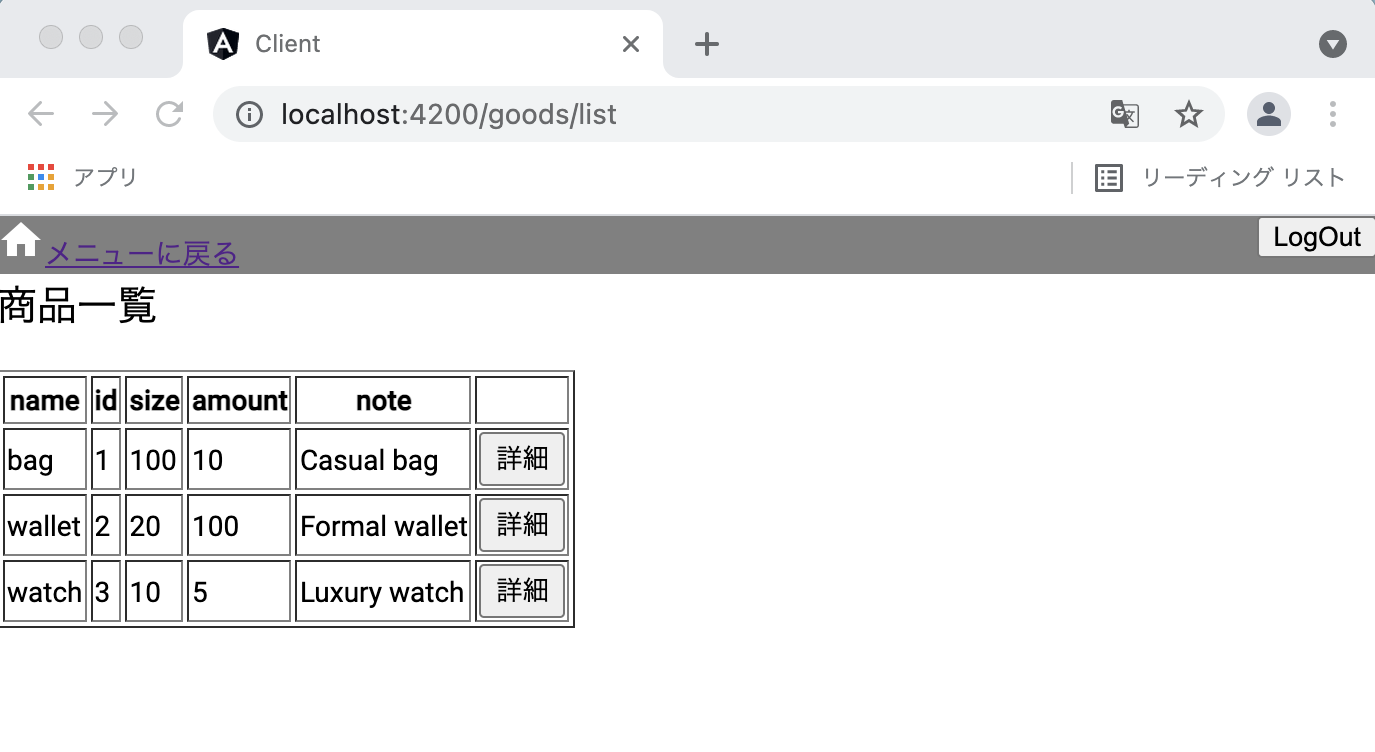 Client
localhost:4200/goods/list
アプリ
リーディング リスト
メニューに戻る
LogOut
商品一覧
name id size amount note
bag 1 100 10 Casual bag 詳細
wallet 2 20 100 Formal wallet 詳細
watch 3 10 5 Luxury watch 詳細